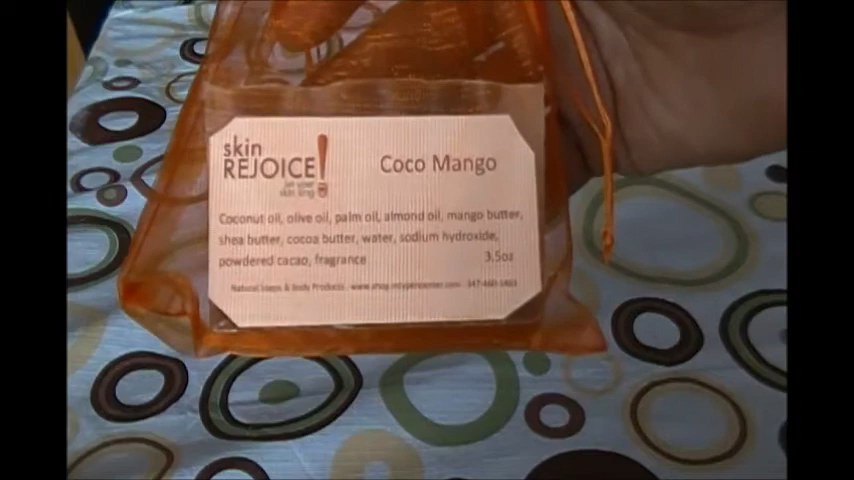 skin
REJOICE!
Coco Mango
Coconut oil, olive oil, palm oil, almond oil, mango butter,
shea butter, cocoa butter, water, sodium hydroxide,
powdered cacao, fragrance
3.5oz
Natural Soaps & Body Products